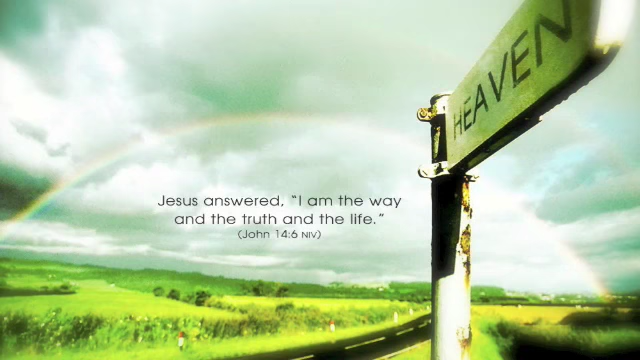 HEAVEN
Jesus answered, “I am the way
and the truth and the life.”
(John 14:6 NIV)